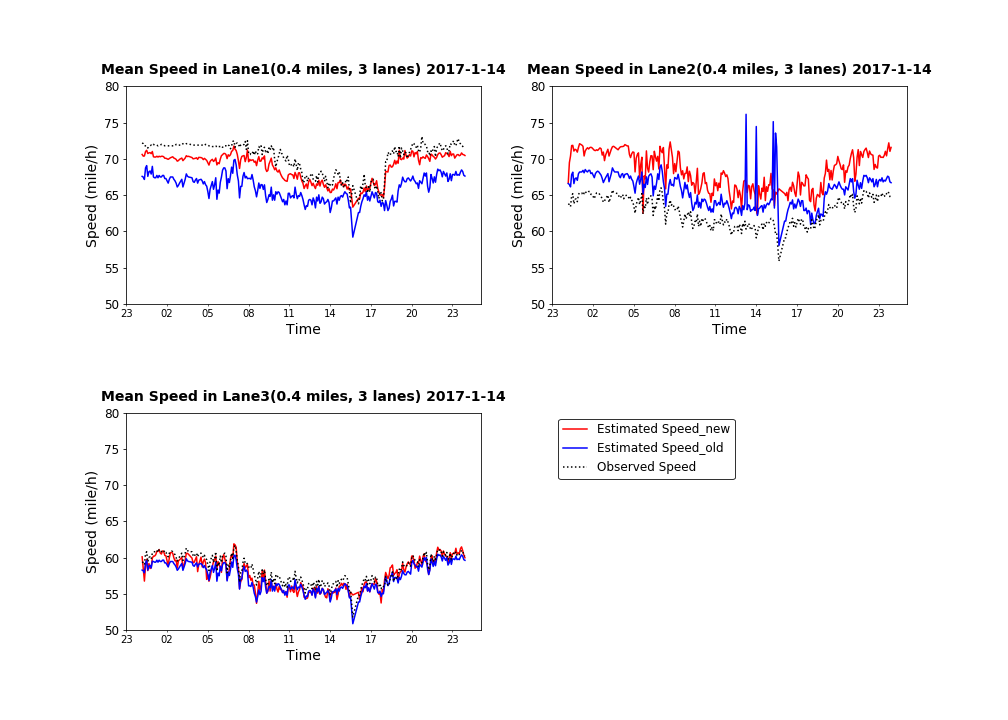 Mean Speed in Lane1(0.4 miles, 3 lanes) 2017-1-14
80
75
70
65
60
55
50
Speed (mile/h)
23 02 05 08 11 14 17 20 23
Time
Mean Speed in Lane2(0.4 miles, 3 lanes) 2017-1-14
80
75
70
65
60
55
50
Speed (mile/h)
23 02 05 08 11 14 17 20 23
Time
Mean Speed in Lane3(0.4 miles, 3 lanes) 2017-1-14
80
75
70
65
60
55
50
Speed (mile/h)
23 02 05 08 11 14 17 20 23
Time
Estimated Speed_new
Estimated Speed_old
Observed Speed